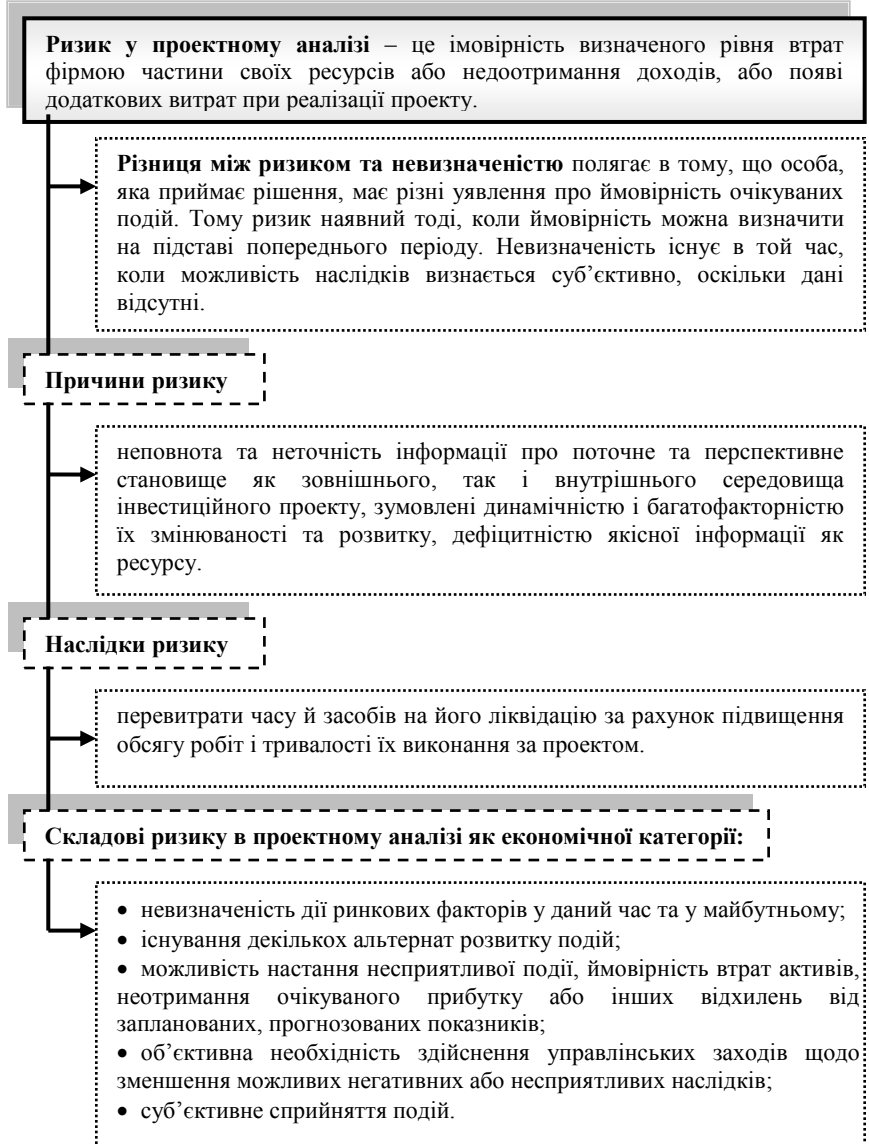 Ризик у проектному аналізі – це імовірність визначеного рівня втрат
фірмою частини своїх ресурсів або недоотримання доходів, або появі
додаткових витрат при реалізації проекту.
Різниця між ризиком та невизначеністю полягає в тому, що особа,
яка приймає рішення, має різні уявлення про ймовірність очікуваних
подій. Тому ризик наявний тоді, коли ймовірність можна визначити
на підставі попереднього періоду. Невизначеність існує в той час,
коли можливість наслідків визнається суб’єктивно, оскільки дані
відсутні.
Причини ризику
неповнота та неточність інформації про поточне та перспективне
становище як зовнішнього, так і внутрішнього середовища
інвестиційного проекту, зумовлені динамічністю і багатофакторністю
їх змінюваності та розвитку, дефіцитністю якісної інформації як
ресурсу.
Наслідки ризику
перевитрати часу й засобів на його ліквідацію за рахунок підвищення
обсягу робіт і тривалості їх виконання за проектом.
Складові ризику в проектному аналізі як економічної категорії:
• невизначеність дії ринкових факторів у даний час та у майбутньому;
• існування декількох альтернат розвитку подій;
• можливість настання несприятливої події, ймовірність втрат активів,
неотримання очікуваного прибутку або інших відхилень від
запланованих, прогнозованих показників;
• об’єктивна необхідність здійснення управлінських заходів щодо
зменшення можливих негативних або несприятливих наслідків;
• суб’єктивне сприйняття подій.